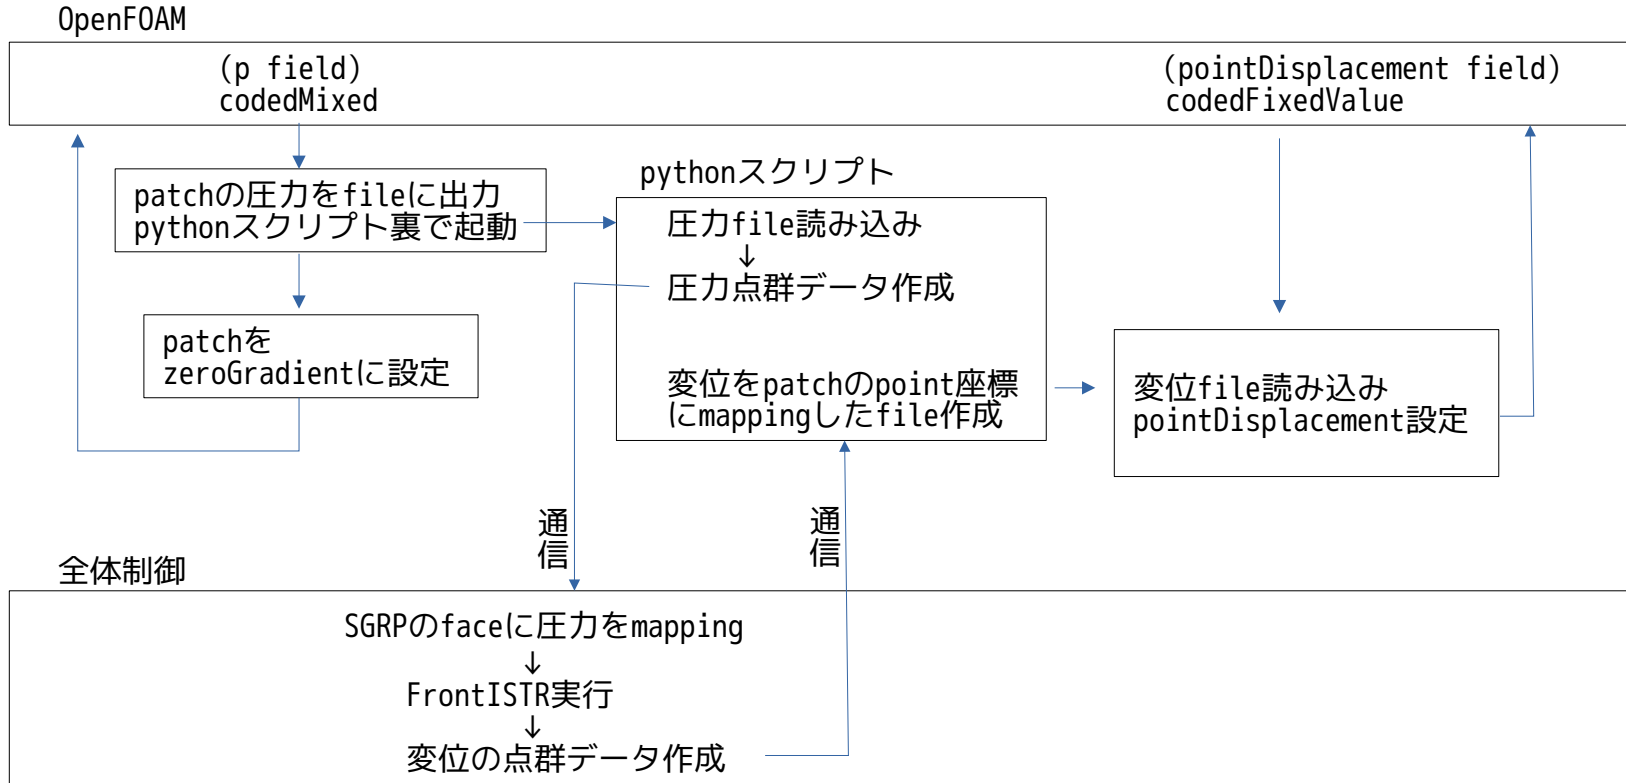 OpenFOAM
(p field)
codedMixed
(pointDisplacement field)
codedFixedValue
patchの圧力をfileに出力
pythonスクリプト裏で起動
patchを
zeroGradientに設定
pythonスクリプト
圧力file読み込み
↓
圧力点群データ作成
変位をpatchのpoint座標
にmappingしたfile作成
変位file読み込み
pointDisplacement設定
通信
通信
全体制御
SGRPのfaceに圧力をmapping
↓
FrontISTR実行
↓
変位の点群データ作成